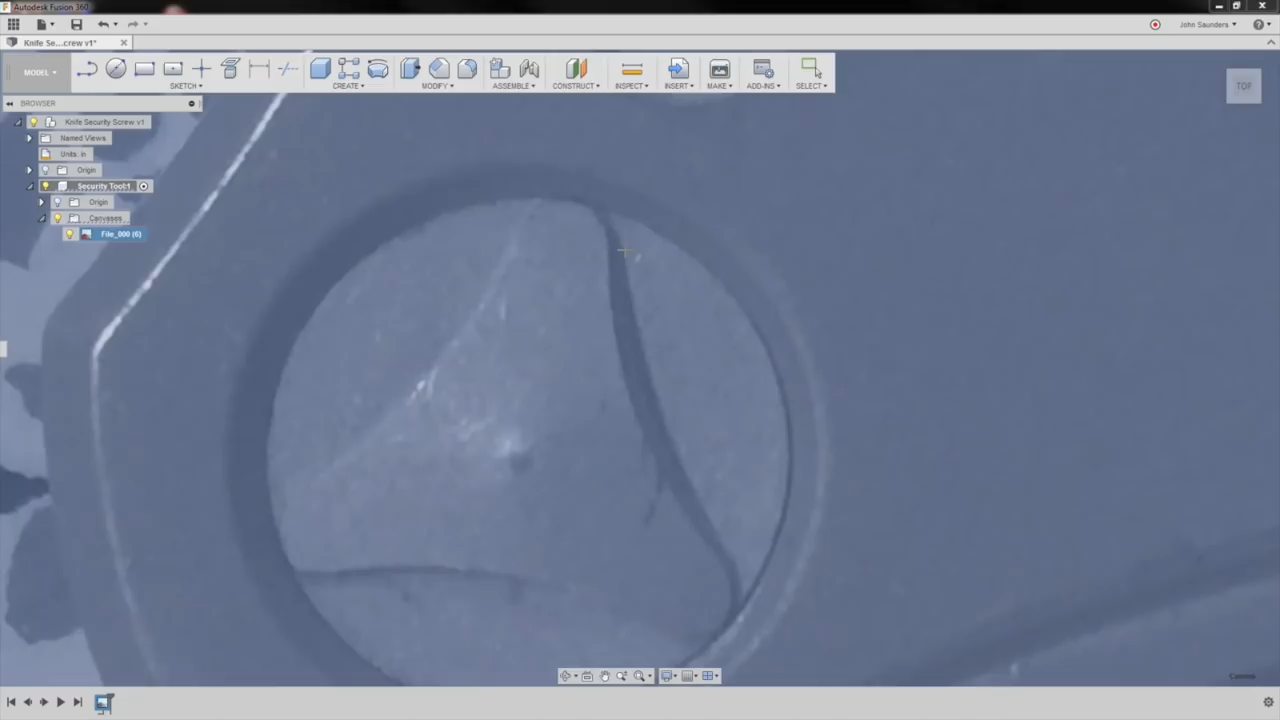 Autodesk Fusion 360
John Saunders
Knife Se...crew v1*
MODEL
SKETCH
CREATE
MODIFY
ASSEMBLE
CONSTRUCT
INSPECT
INSERT
MAKE
ADD-INS
SELECT
TOP
BROWSER
Knife Security Screw v1
Named Views
Units: in
Origin
Security Tool:1
Origin
Canvases
File_000 (6)
Canvas